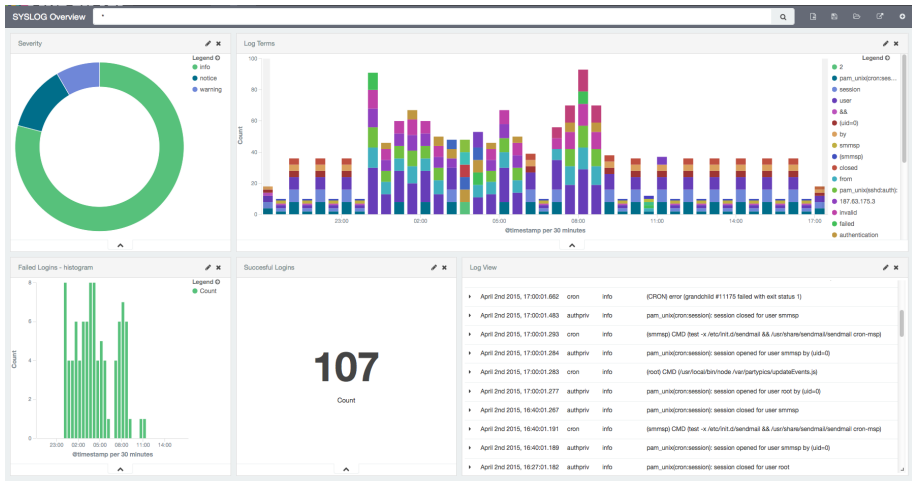 SYSLOG Overview
*
Severity
Legend
info
notice
warning
Log Terms
100
80
60
40
20
0
Count
23:00 02:00 05:00 08:00 11:00 14:00 17:00
@timestamp per 30 minutes
Legend
2
pam_unix(cron:ses...
session
user
&&
(uid=0)
by
smmsp
(smmsp)
closed
from
pam_unix(sshd:auth):
187.63.175.3
invalid
failed
authentication
Failed Logins - histogram
Legend
Count
8
6
4
2
0
Count
23:00 02:00 05:00 08:00 11:00 14:00
@timestamp per 30 minutes
Succesful Logins
107
Count
Log View
April 2nd 2015, 17:00:01.662 cron info (CRON) error (grandchild #11175 failed with exit status 1)
April 2nd 2015, 17:00:01.483 authpriv info pam_unix(cron:session): session closed for user smmsp
April 2nd 2015, 17:00:01.293 cron info (smmsp) CMD (test -x /etc/init.d/sendmail && /usr/share/sendmail/sendmail cron-msp)
April 2nd 2015, 17:00:01.284 authpriv info pam_unix(cron:session): session opened for user smmsp by (uid=0)
April 2nd 2015, 17:00:01.283 cron info (root) CMD (/usr/local/bin/node /var/partypics/updateEvents.js)
April 2nd 2015, 17:00:01.277 authpriv info pam_unix(cron:session): session opened for user root by (uid=0)
April 2nd 2015, 16:40:01.267 authpriv info pam_unix(cron:session): session closed for user smmsp
April 2nd 2015, 16:40:01.191 cron info (smmsp) CMD (test -x /etc/init.d/sendmail && /usr/share/sendmail/sendmail cron-msp)
April 2nd 2015, 16:40:01.189 authpriv info pam_unix(cron:session): session opened for user smmsp by (uid=0)
April 2nd 2015, 16:27:01.182 authpriv info pam_unix(cron:session): session closed for user root